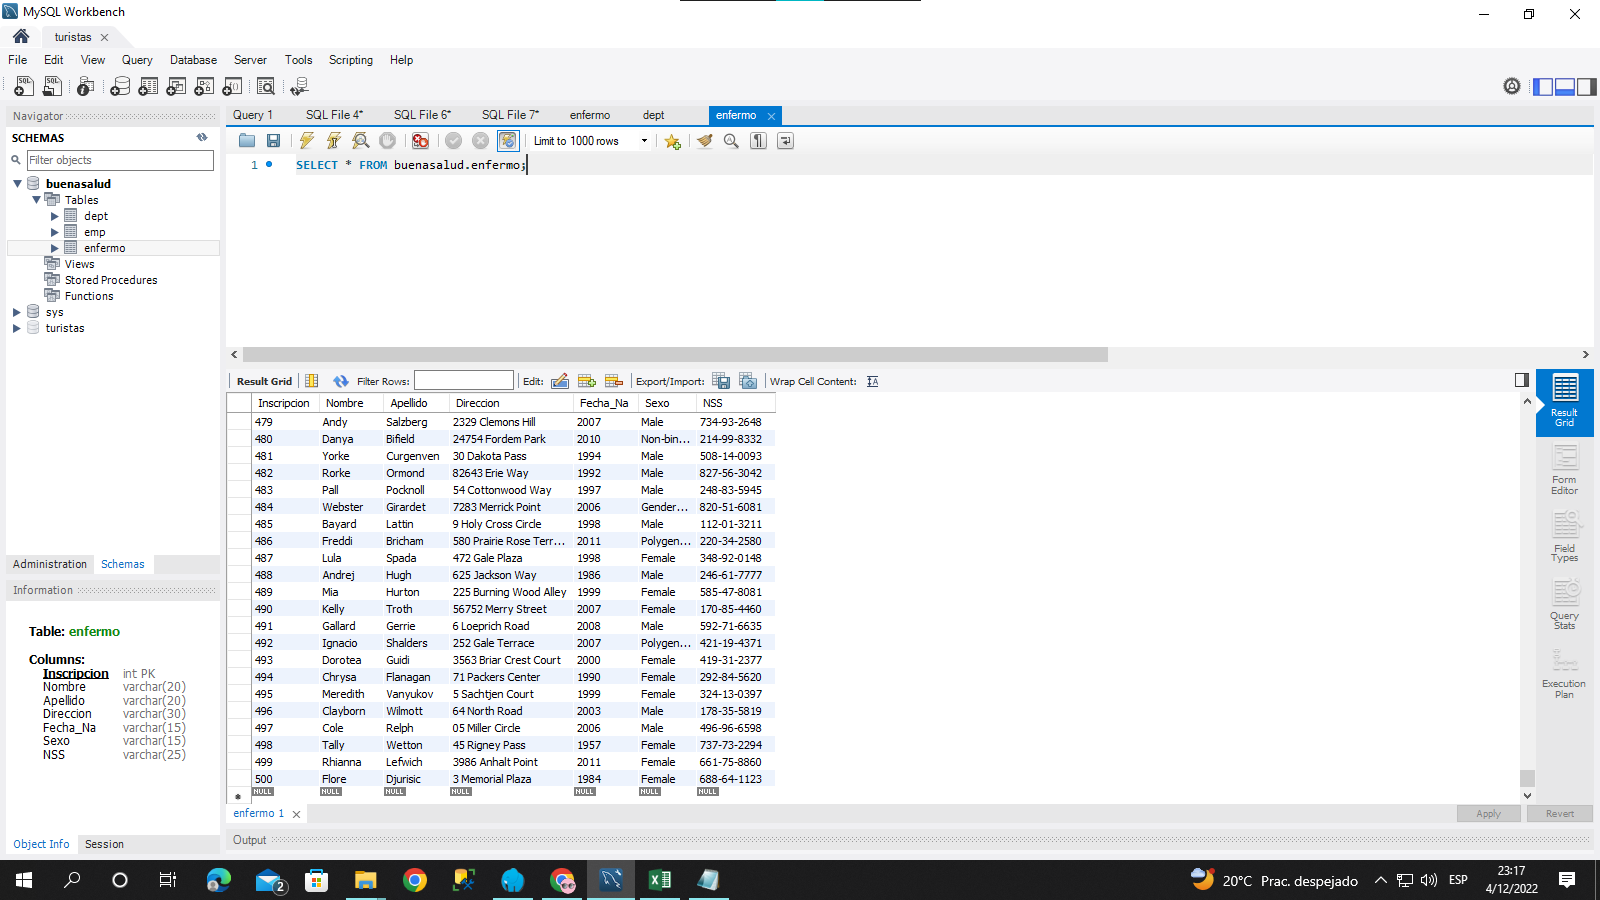 MySQL Workbench
turistas
File Edit View Query Database Server Tools Scripting Help
Navigator
SCHEMAS
Filter objects
buenasalud
Tables
dept
emp
enfermo
Views
Stored Procedures
Functions
sys
turistas
Administration Schemas
Information
Table: enfermo
Columns:
Inscripcion int PK
Nombre varchar(20)
Apellido varchar(20)
Direccion varchar(30)
Fecha_Na varchar(15)
Sexo varchar(15)
NSS varchar(25)
Object Info Session
Query 1 SQL File 4* SQL File 6* SQL File 7* enfermo dept enfermo
Limit to 1000 rows
1 SELECT * FROM buenasalud.enfermo;
Result Grid Filter Rows: Edit: Export/Import: Wrap Cell Content:
Inscripcion Nombre Apellido Direccion Fecha_Na Sexo NSS
479 Andy Salzberg 2329 Clemons Hill 2007 Male 734-93-2648
480 Danya Bifield 24754 Fordem Park 2010 Non-bin... 214-99-8332
481 Yorke Curgenven 30 Dakota Pass 1994 Male 508-14-0093
482 Rorke Ormond 82643 Erie Way 1992 Male 827-56-3042
483 Pall Pocknoll 54 Cottonwood Way 1997 Male 248-83-5945
484 Webster Girardet 7283 Merrick Point 2006 Gender... 820-51-6081
485 Bayard Lattin 9 Holy Cross Circle 1998 Male 112-01-3211
486 Freddi Bricham 580 Prairie Rose Terr... 2011 Polygen... 220-34-2580
487 Lula Spada 472 Gale Plaza 1998 Female 348-92-0148
488 Andrej Hugh 625 Jackson Way 1986 Male 246-61-7777
489 Mia Hurton 225 Burning Wood Alley 1999 Female 585-47-8081
490 Kelly Troth 56752 Merry Street 2007 Female 170-85-4460
491 Gallard Gerrie 6 Loeprich Road 2008 Male 592-71-6635
492 Ignacio Shalders 252 Gale Terrace 2007 Polygen... 421-19-4371
493 Dorotea Guidi 3563 Briar Crest Court 2000 Female 419-31-2377
494 Chrysa Flanagan 71 Packers Center 1990 Female 292-84-5620
495 Meredith Vanyukov 5 Sachtjen Court 1999 Female 324-13-0397
496 Clayborn Wilmott 64 North Road 2003 Male 178-35-5819
497 Cole Relph 05 Miller Circle 2006 Male 496-96-6598
498 Tally Wetton 45 Rigney Pass 1957 Female 737-73-2294
499 Rhianna Lefwich 3986 Anhalt Point 2011 Female 661-75-8860
500 Flore Djurisic 3 Memorial Plaza 1984 Female 688-64-1123
NULL NULL NULL NULL NULL NULL NULL
Result
Grid
Form
Editor
Field
Types
Query
Stats
Execution
Plan
enfermo 1
Apply Revert
Output
2
20°C Prac. despejado
ESP
23:17
4/12/2022